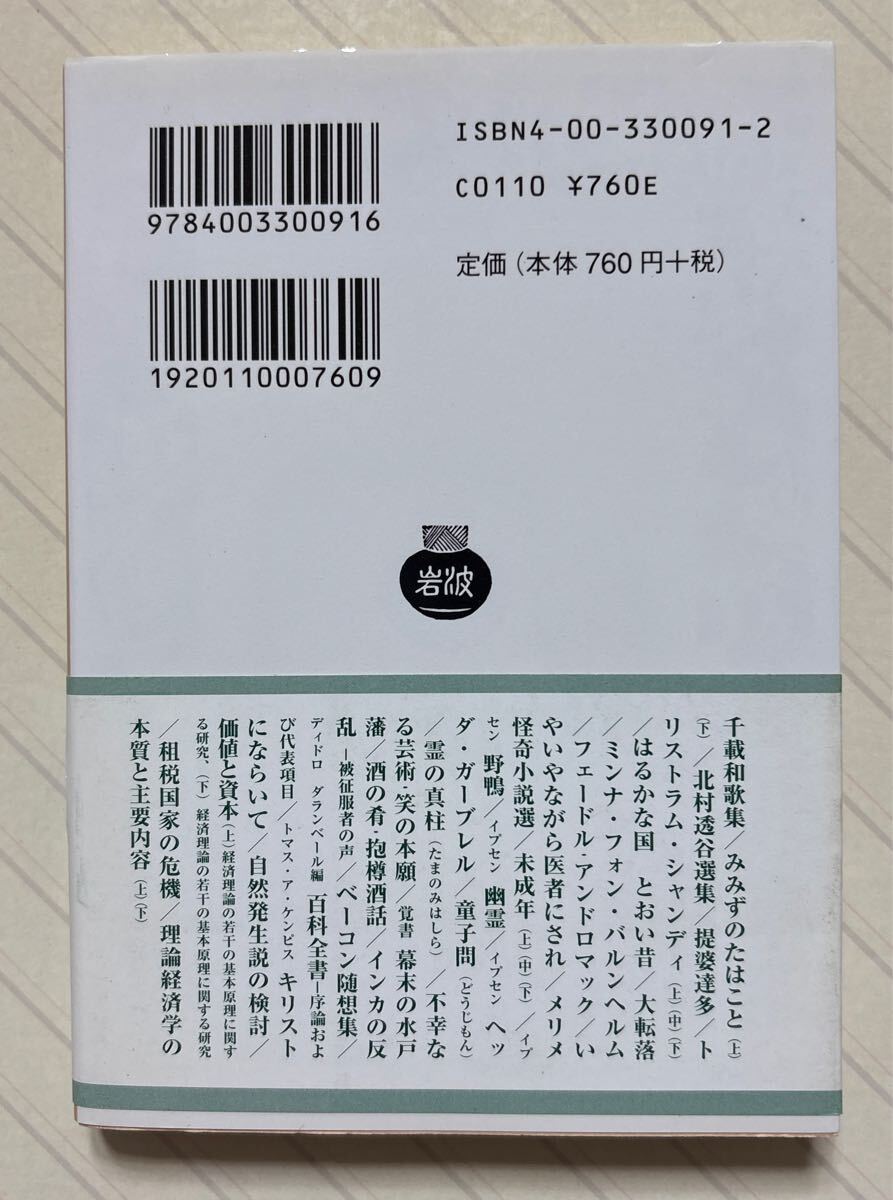 ISBN4-00-330091-2
C0110 ¥760E
定価(本体 760 円+税)
9784003300916
1920110007609
岩波
千載和歌集/みみずのたはこと(上)
(下)/北村透谷選集/提婆達多/ト
リストラム・シャンディ(上)(中)(下)
/はるかな国 とおい昔/大転落
/ミンナ・フォン・バルンヘルム
/フェードル-アンドロマック/い
やいやながら医者にされ/メリメ
怪奇小説選/未成年(上)(中)(下)/イプ
セン 野鴨/イプセン 幽霊/イプセン ヘッ
ダ・ガーブレル/童子問(どうじもん)
/霊の真柱(たまのみはしら)/不幸な
る芸術・笑の本願/覚書 幕末の水戸
藩/酒の肴・抱樽酒話/インカの反
乱―被征服者の声/ベーコン随想集/
ディドロ ダランベール編 百科全書―序論およ
び代表項目/トマス・ア・ケンピス キリスト
にならいて/自然発生説の検討/
価値と資本(上)経済理論の若干の基本原理に関す
る研究、(下)経済理論の若干の基本原理に関する研究
/租税国家の危機/理論経済学の
本質と主要内容(上)(下)